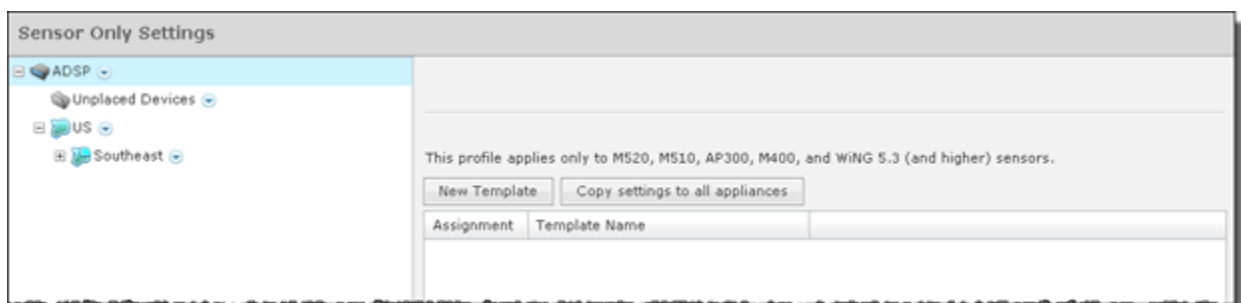 Sensor Only Settings
ADSP
Unplaced Devices
US
Southeast
This profile applies only to M520, M510, AP300, M400, and WiNG 5.3 (and higher) sensors.
New Template Copy settings to all appliances
Assignment Template Name